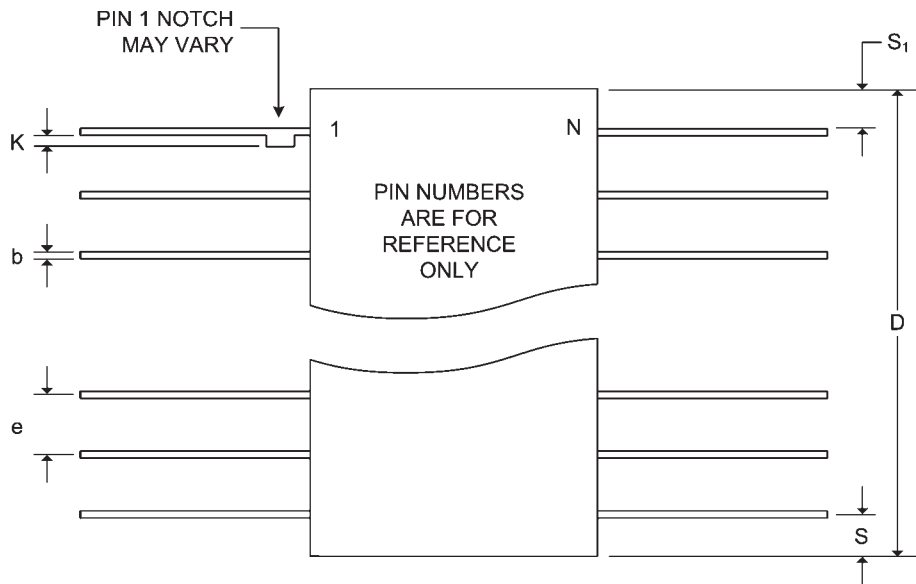 PIN 1 NOTCH
MAY VARY
S₁
K
1
N
PIN NUMBERS
ARE FOR
REFERENCE
ONLY
b
D
e
S